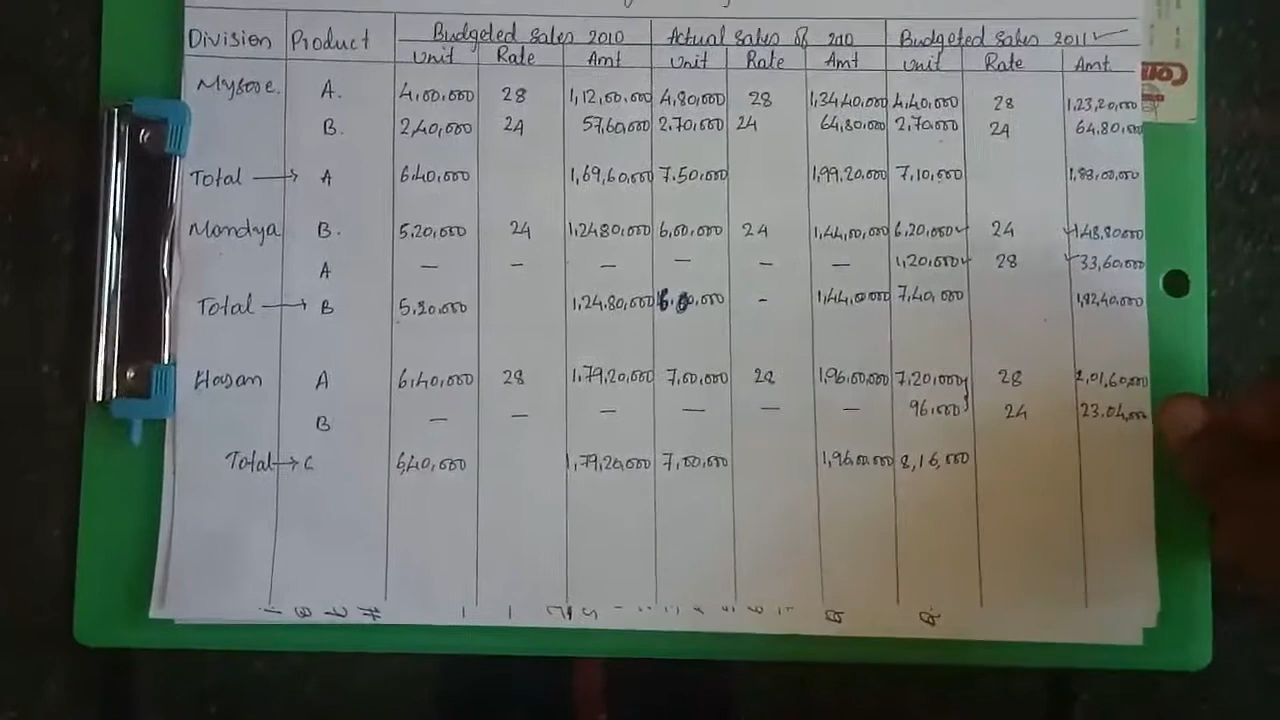 Division Product Budgeted Sales 2010 Actual Sales of 2010 Budgeted Sales 2011
Unit Rate Amt Unit Rate Amt Unit Rate Amt
Mysore. A. 4,00,000 28 1,12,00,000 4,80,000 28 1,34,40,000 4,40,000 28 1,23,20,000
B. 2,40,000 24 57,60,000 2,70,000 24 64,80,000 2,70,000 24 64,80,000
Total → A 6,40,000 1,69,60,000 7,50,000 1,99,20,000 7,10,000 1,88,00,000
Mandya B. 5,20,000 24 1,24,80,000 6,00,000 24 1,44,00,000 6,20,000 24 1,48,80,000
A – – – – – – 1,20,000 28 33,60,000
Total → B 5,20,000 1,24,80,000 6,00,000 - 1,44,00,000 7,40,000 1,82,40,000
Hasan A 6,40,000 28 1,79,20,000 7,00,000 28 1,96,00,000 7,20,000 28 2,01,60,000
B – – – – – – 96,000 24 23,04,000
Total → C 6,40,000 1,79,20,000 7,00,000 1,96,00,000 8,16,000